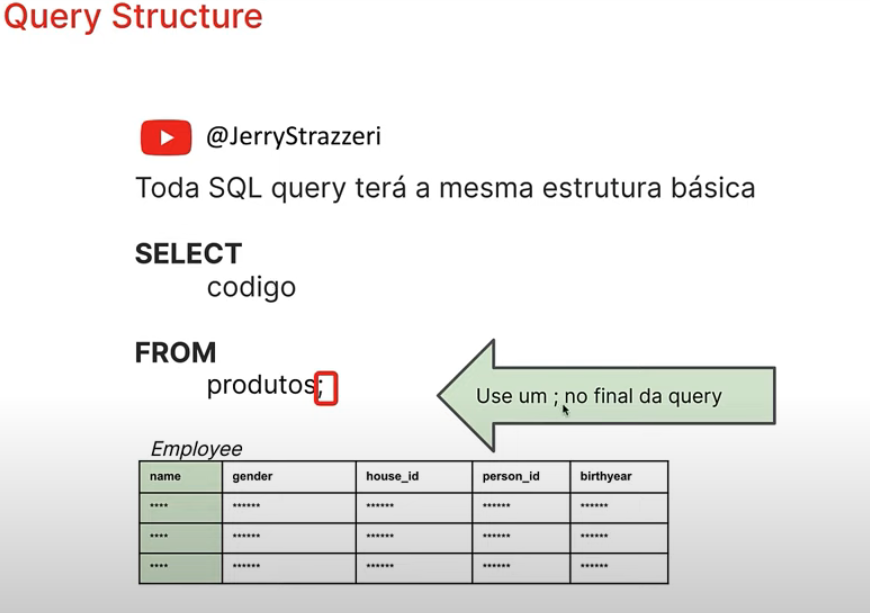 Query Structure
@JerryStrazzeri
Toda SQL query terá a mesma estrutura básica
SELECT
codigo
FROM
produtos;
Use um ; no final da query
Employee
name gender house_id person_id birthyear
**** ****** ****** ****** ******
**** ****** ****** ****** ******
**** ****** ****** ****** ******